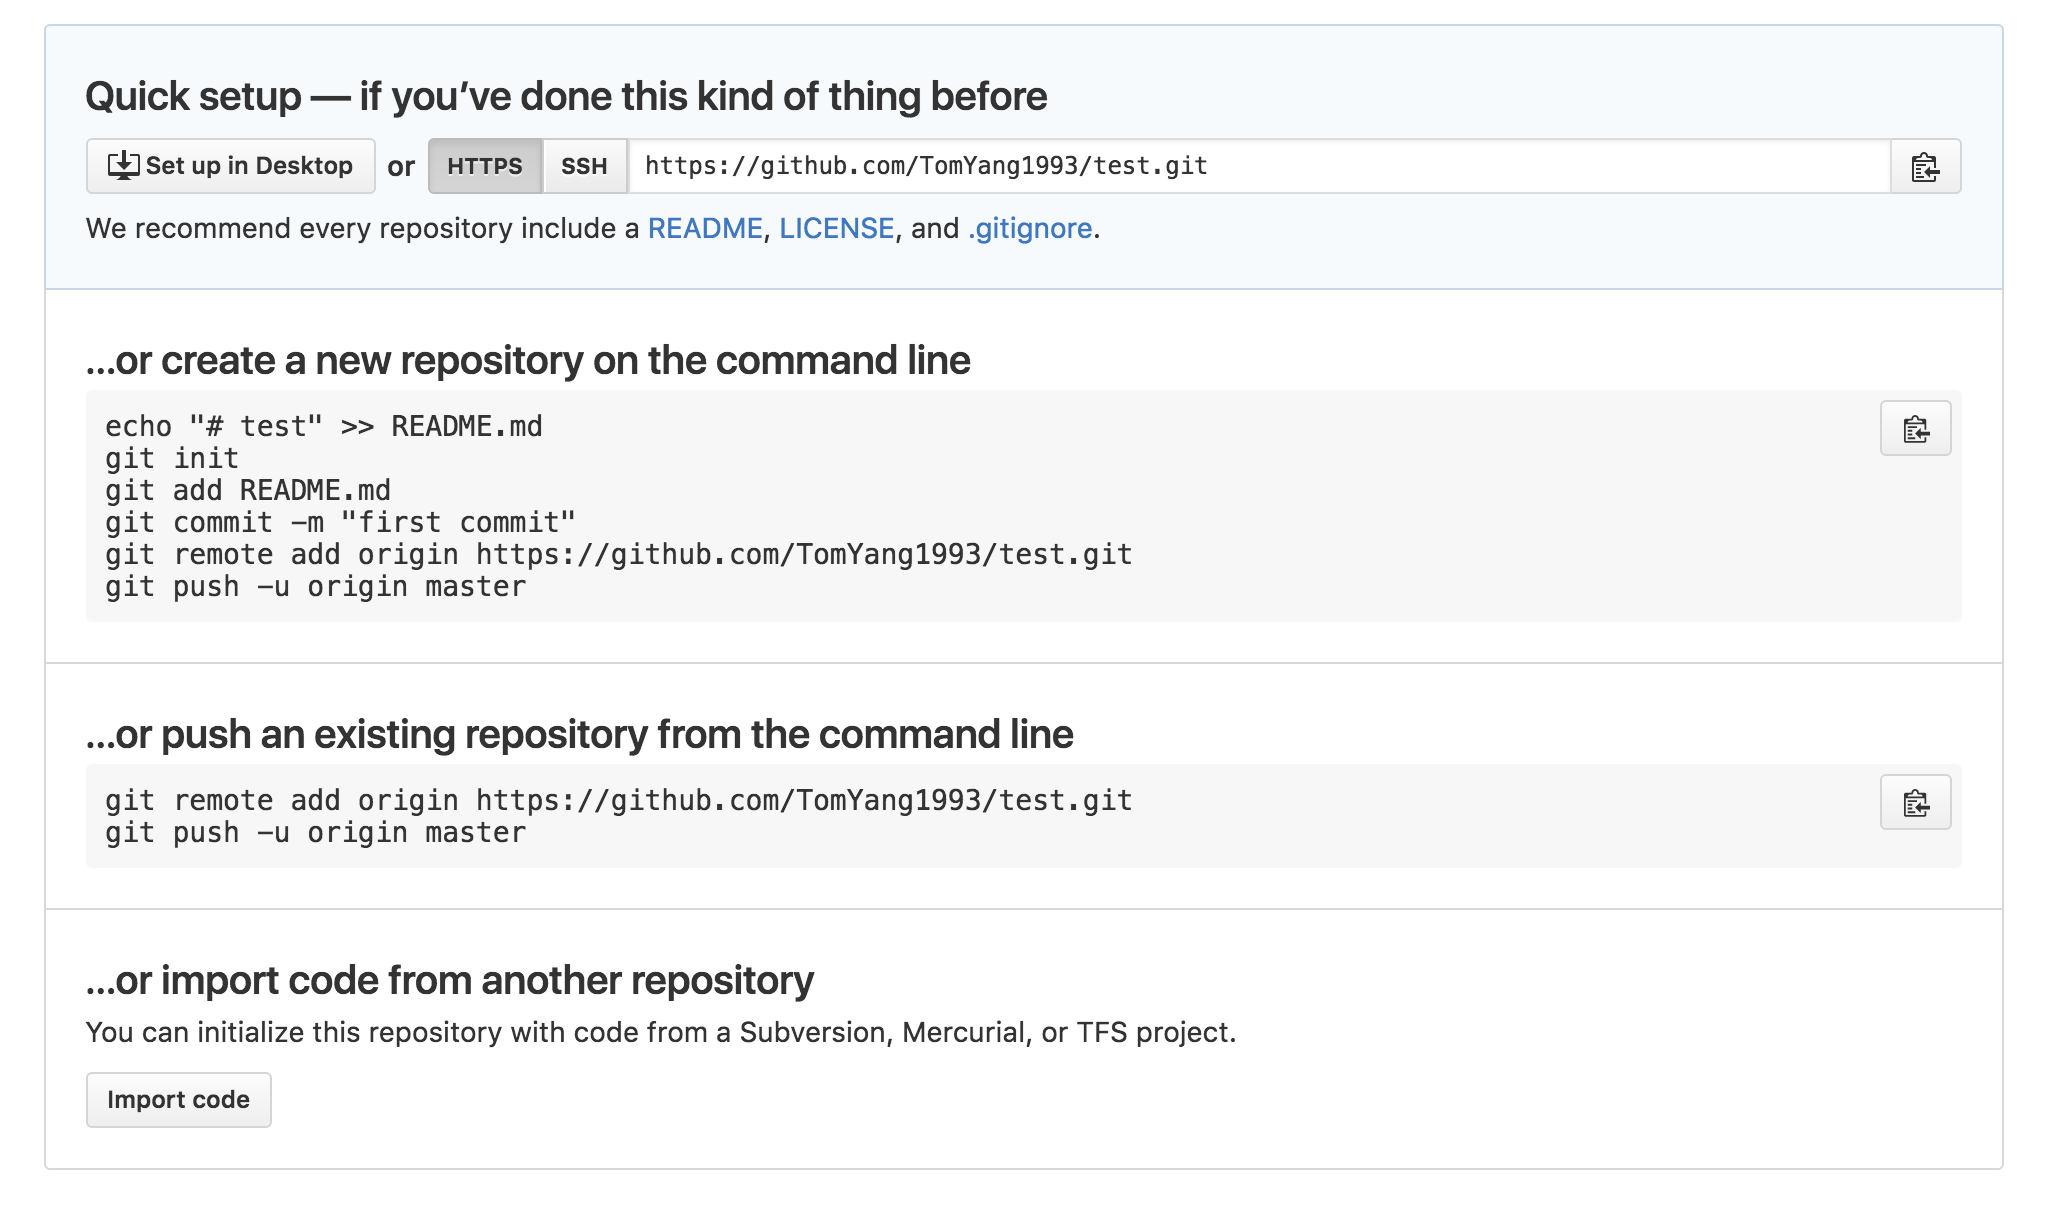 Quick setup — if you’ve done this kind of thing before
Set up in Desktop or HTTPS SSH https://github.com/TomYang1993/test.git
We recommend every repository include a README, LICENSE, and .gitignore.
…or create a new repository on the command line
echo "# test" >> README.md
git init
git add README.md
git commit -m "first commit"
git remote add origin https://github.com/TomYang1993/test.git
git push -u origin master
…or push an existing repository from the command line
git remote add origin https://github.com/TomYang1993/test.git
git push -u origin master
…or import code from another repository
You can initialize this repository with code from a Subversion, Mercurial, or TFS project.
Import code